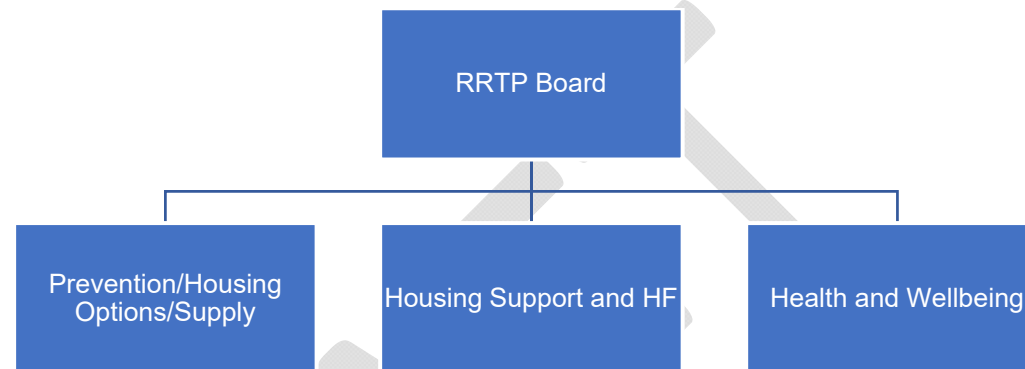 RRTP Board
Prevention/Housing
Options/Supply
Housing Support and HF
Health and Wellbeing